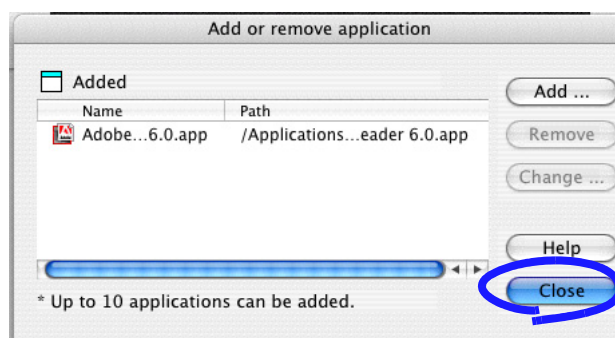 Add or remove application
Added
Name Path
Adobe...6.0.app /Applications...eader 6.0.app
* Up to 10 applications can be added.
Add ...
Remove
Change ...
Help
Close